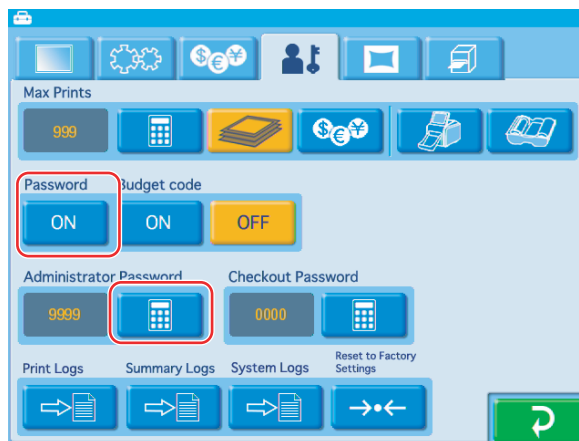 Max Prints
999
Password Budget code
ON ON OFF
Administrator Password Checkout Password
9999 0000
Print Logs Summary Logs System Logs Reset to Factory
Settings